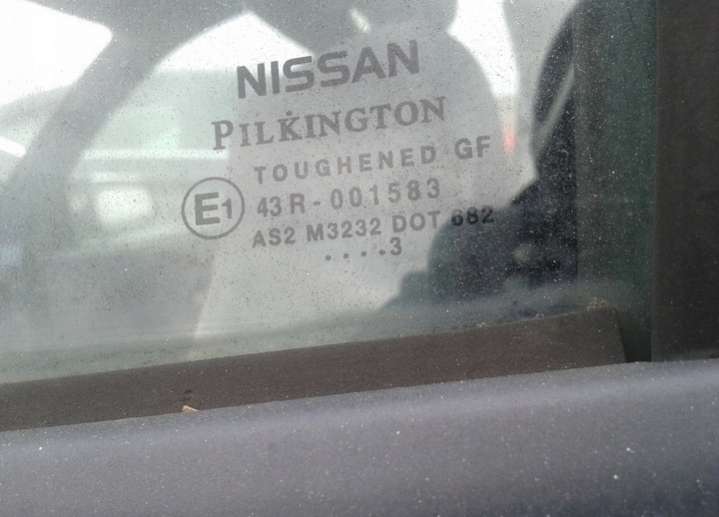 NISSAN
PILKINGTON
TOUGHENED GF
E1 43R-001583
AS2 M3232 DOT 682
....3